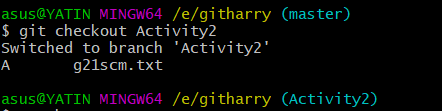 asus@YATIN MINGW64 /e/githarry (master)
$ git checkout Activity2
Switched to branch 'Activity2'
A       g21scm.txt
asus@YATIN MINGW64 /e/githarry (Activity2)